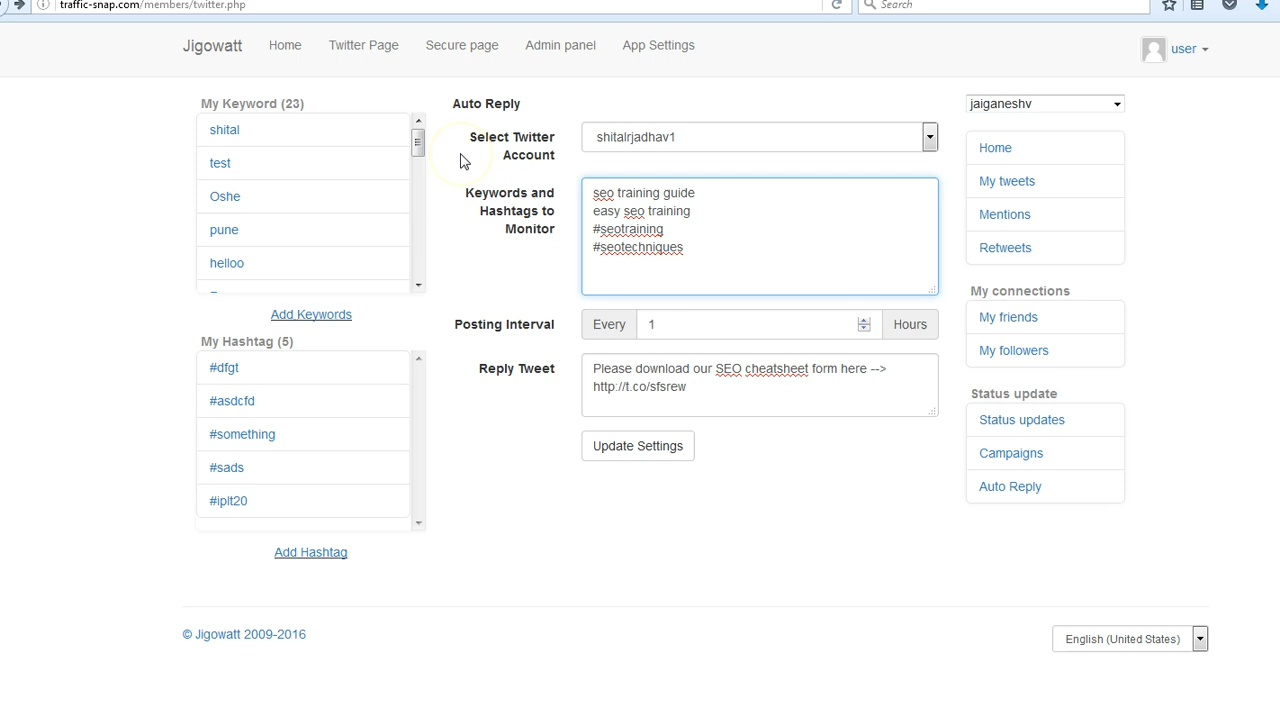 traffic-snap.com/members/twitter.php
Search
Jigowatt
Home
Twitter Page
Secure page
Admin panel
App Settings
user
My Keyword (23)
shital
test
Oshe
pune
helloo
Add Keywords
My Hashtag (5)
#dfgt
#asdcfd
#something
#sads
#iplt20
Add Hashtag
Auto Reply
Select Twitter
Account
shitalrjadhav1
Keywords and
Hashtags to
Monitor
seo training guide
easy seo training
#seotraining
#seotechniques
Posting Interval
Every
1
Hours
Reply Tweet
Please download our SEO cheatsheet form here -->
http://t.co/sfsrew
Update Settings
jaiganeshv
Home
My tweets
Mentions
Retweets
My connections
My friends
My followers
Status update
Status updates
Campaigns
Auto Reply
© Jigowatt 2009-2016
English (United States)